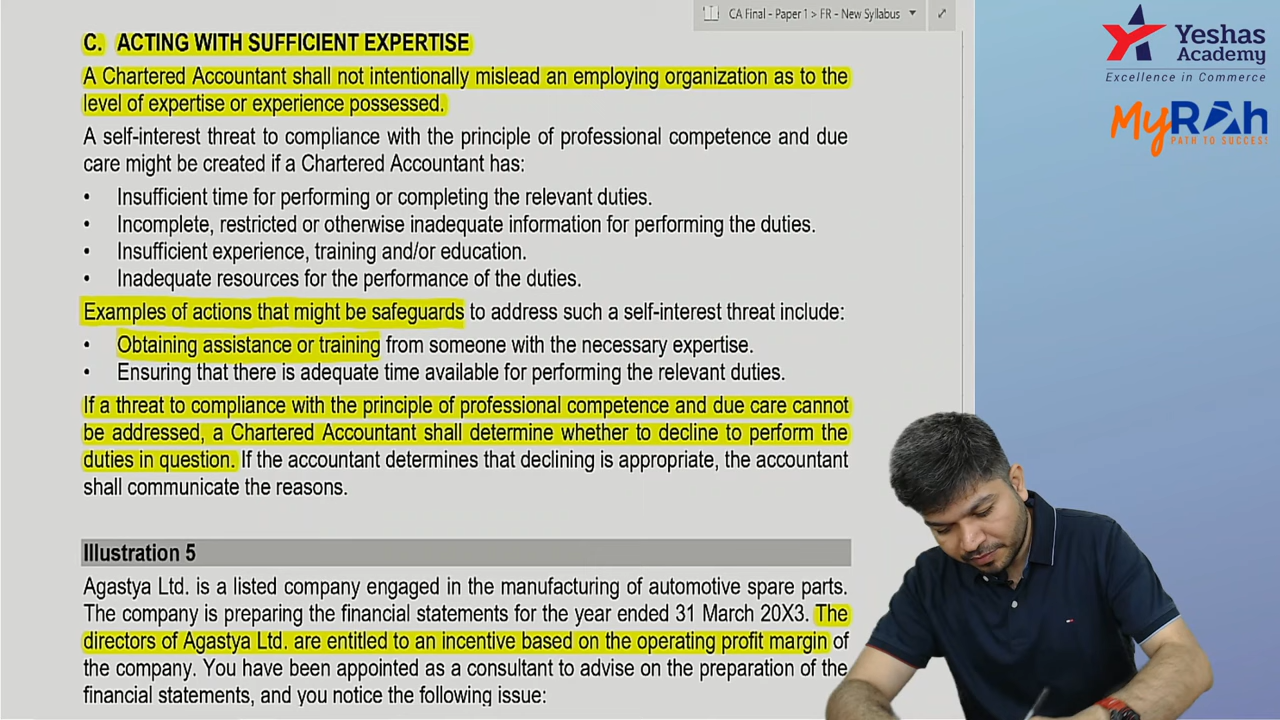 CA Final - Paper 1 > FR - New Syllabus
Yeshas
Academy
Excellence in Commerce
MyRAh
PATH TO SUCCESS
C. ACTING WITH SUFFICIENT EXPERTISE
A Chartered Accountant shall not intentionally mislead an employing organization as to the
level of expertise or experience possessed.
A self-interest threat to compliance with the principle of professional competence and due
care might be created if a Chartered Accountant has:
• Insufficient time for performing or completing the relevant duties.
• Incomplete, restricted or otherwise inadequate information for performing the duties.
• Insufficient experience, training and/or education.
• Inadequate resources for the performance of the duties.
Examples of actions that might be safeguards to address such a self-interest threat include:
• Obtaining assistance or training from someone with the necessary expertise.
• Ensuring that there is adequate time available for performing the relevant duties.
If a threat to compliance with the principle of professional competence and due care cannot
be addressed, a Chartered Accountant shall determine whether to decline to perform the
duties in question. If the accountant determines that declining is appropriate, the accountant
shall communicate the reasons.
Illustration 5
Agastya Ltd. is a listed company engaged in the manufacturing of automotive spare parts.
The company is preparing the financial statements for the year ended 31 March 20X3. The
directors of Agastya Ltd. are entitled to an incentive based on the operating profit margin of
the company. You have been appointed as a consultant to advise on the preparation of the
financial statements, and you notice the following issue: